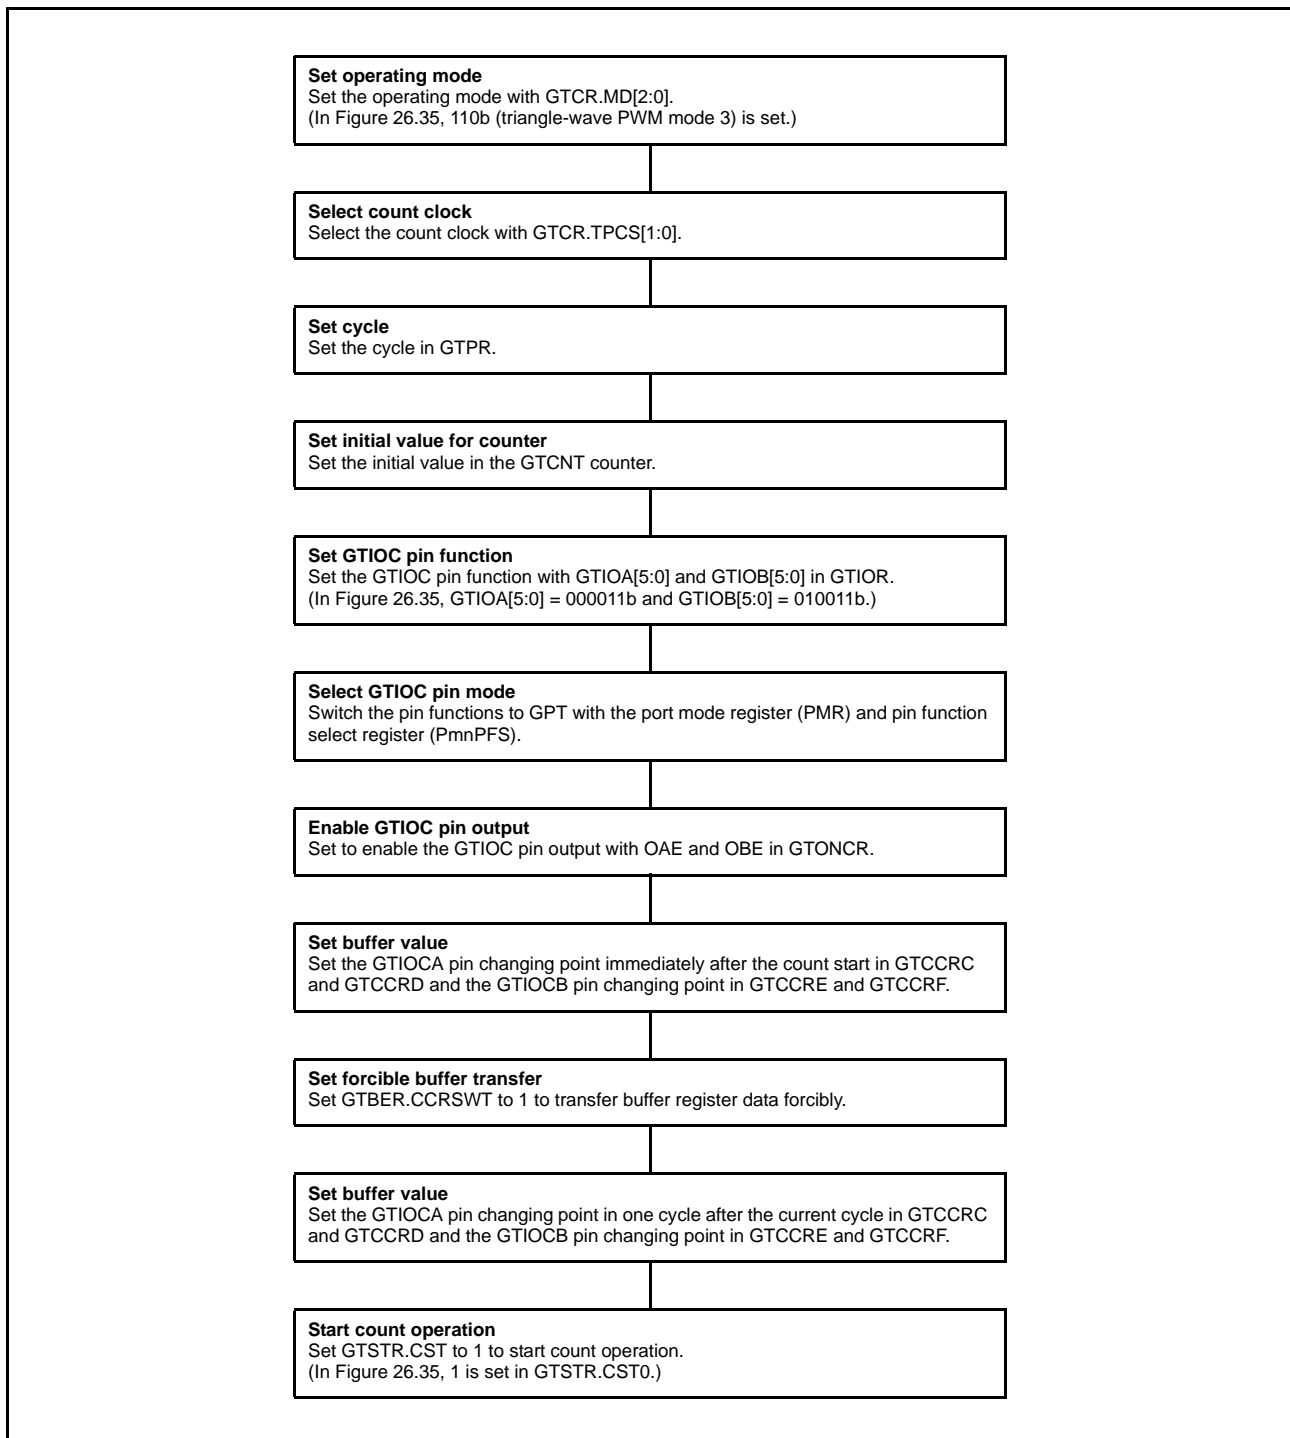 Set operating mode
Set the operating mode with GTCR.MD[2:0].
(In Figure 26.35, 110b (triangle-wave PWM mode 3) is set.)
Select count clock
Select the count clock with GTCR.TPCS[1:0].
Set cycle
Set the cycle in GTPR.
Set initial value for counter
Set the initial value in the GTCNT counter.
Set GTIOC pin function
Set the GTIOC pin function with GTIOA[5:0] and GTIOB[5:0] in GTIOR.
(In Figure 26.35, GTIOA[5:0] = 000011b and GTIOB[5:0] = 010011b.)
Select GTIOC pin mode
Switch the pin functions to GPT with the port mode register (PMR) and pin function
select register (PmnPFS).
Enable GTIOC pin output
Set to enable the GTIOC pin output with OAE and OBE in GTONCR.
Set buffer value
Set the GTIOCA pin changing point immediately after the count start in GTCCRC
and GTCCRD and the GTIOCB pin changing point in GTCCRE and GTCCRF.
Set forcible buffer transfer
Set GTBER.CCRSWT to 1 to transfer buffer register data forcibly.
Set buffer value
Set the GTIOCA pin changing point in one cycle after the current cycle in GTCCRC
and GTCCRD and the GTIOCB pin changing point in GTCCRE and GTCCRF.
Start count operation
Set GTSTR.CST to 1 to start count operation.
(In Figure 26.35, 1 is set in GTSTR.CST0.)